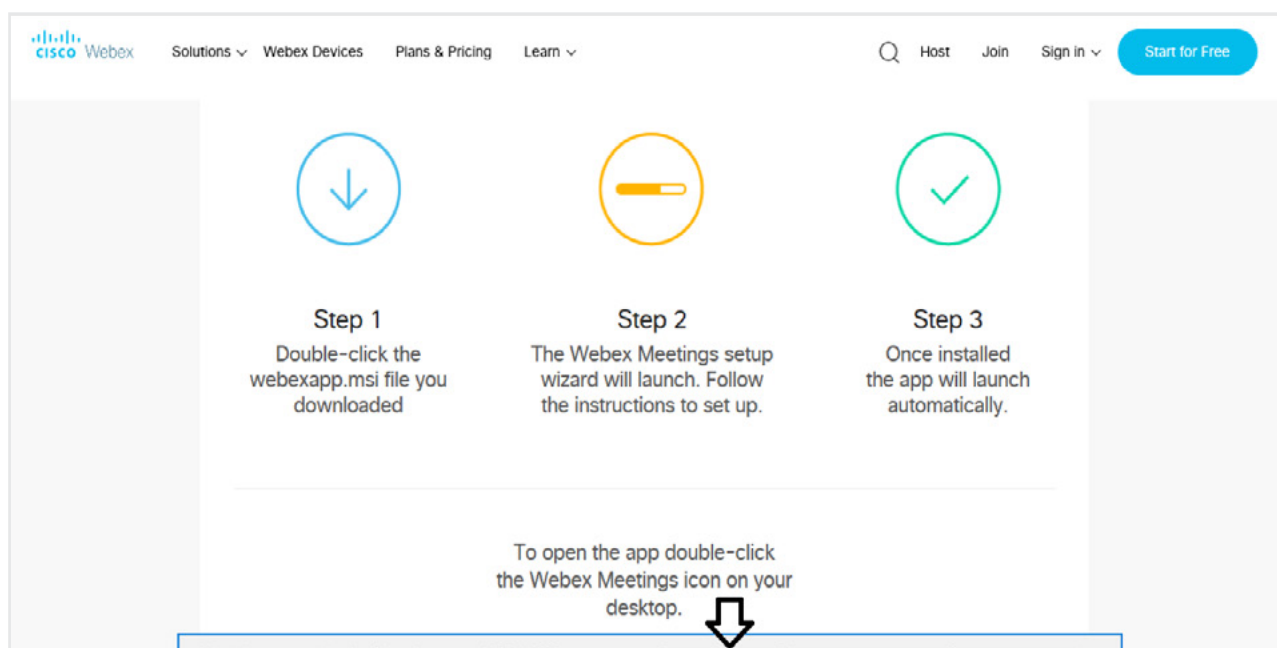 CISCO Webex Solutions Webex Devices Plans & Pricing Learn Host Join Sign in Start for Free
Step 1
Double-click the
webexapp.msi file you
downloaded
Step 2
The Webex Meetings setup
wizard will launch. Follow
the instructions to set up.
Step 3
Once installed
the app will launch
automatically.
To open the app double-click
the Webex Meetings icon on your
desktop.